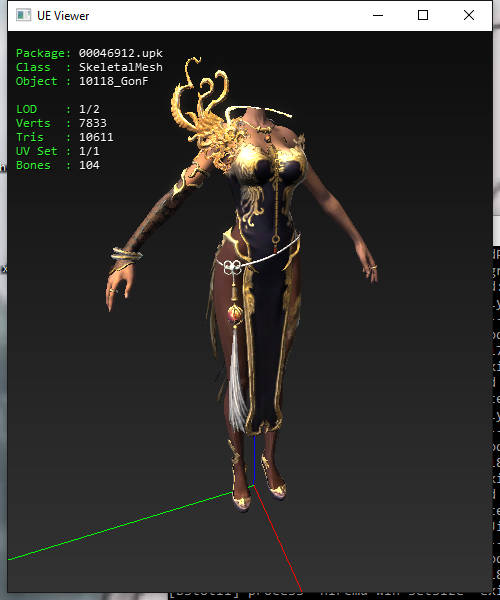 UE Viewer
Package: 00046912.upk
Class : SkeletalMesh
Object : 10118_GonF
LOD : 1/2
Verts : 7833
Tris : 10611
UV Set : 1/1
Bones : 104